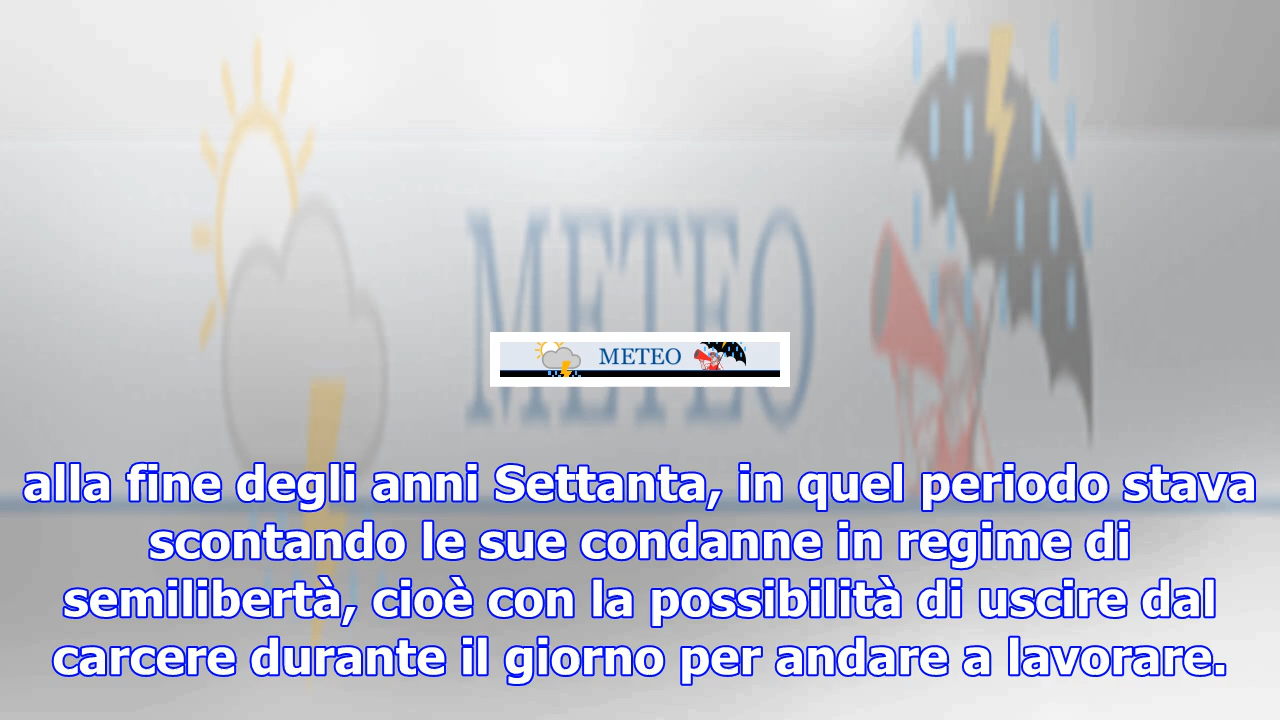 METEO
METEO
alla fine degli anni Settanta, in quel periodo stava
scontando le sue condanne in regime di
semilibertà, cioè con la possibilità di uscire dal
carcere durante il giorno per andare a lavorare.